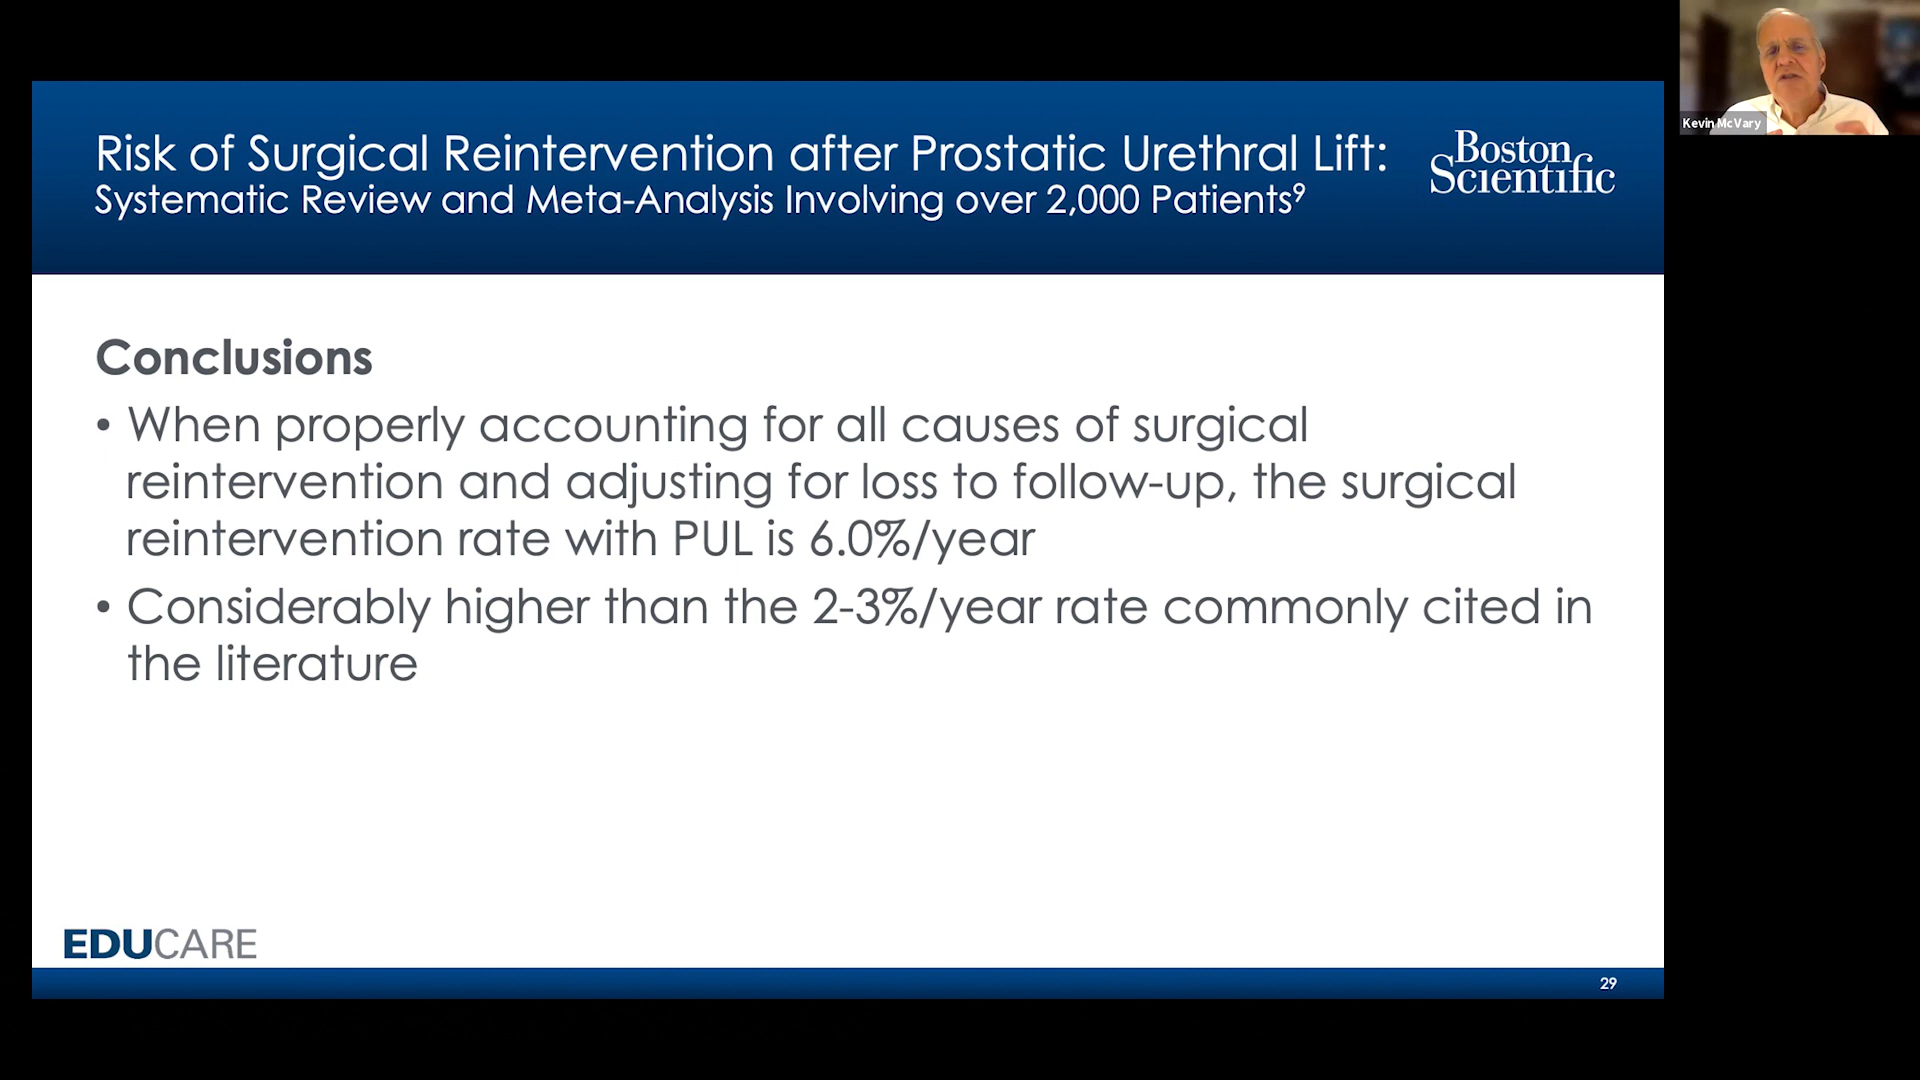 Risk of Surgical Reintervention after Prostatic Urethral Lift:
Systematic Review and Meta-Analysis Involving over 2,000 Patients⁹
Boston
Scientific
Kevin McVary
Conclusions
• When properly accounting for all causes of surgical
reintervention and adjusting for loss to follow-up, the surgical
reintervention rate with PUL is 6.0%/year
• Considerably higher than the 2-3%/year rate commonly cited in
the literature
EDUCARE
29